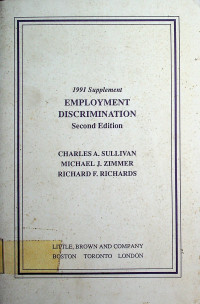 1991 Supplement
EMPLOYMENT
DISCRIMINATION
Second Edition
CHARLES A. SULLIVAN
MICHAEL J. ZIMMER
RICHARD F. RICHARDS
LITTLE, BROWN AND COMPANY
BOSTON TORONTO LONDON